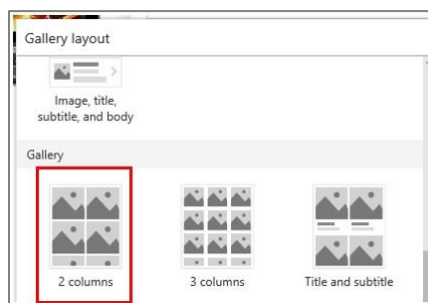 Gallery layout
Image, title,
subtitle, and body
Gallery
2 columns
3 columns
Title and subtitle